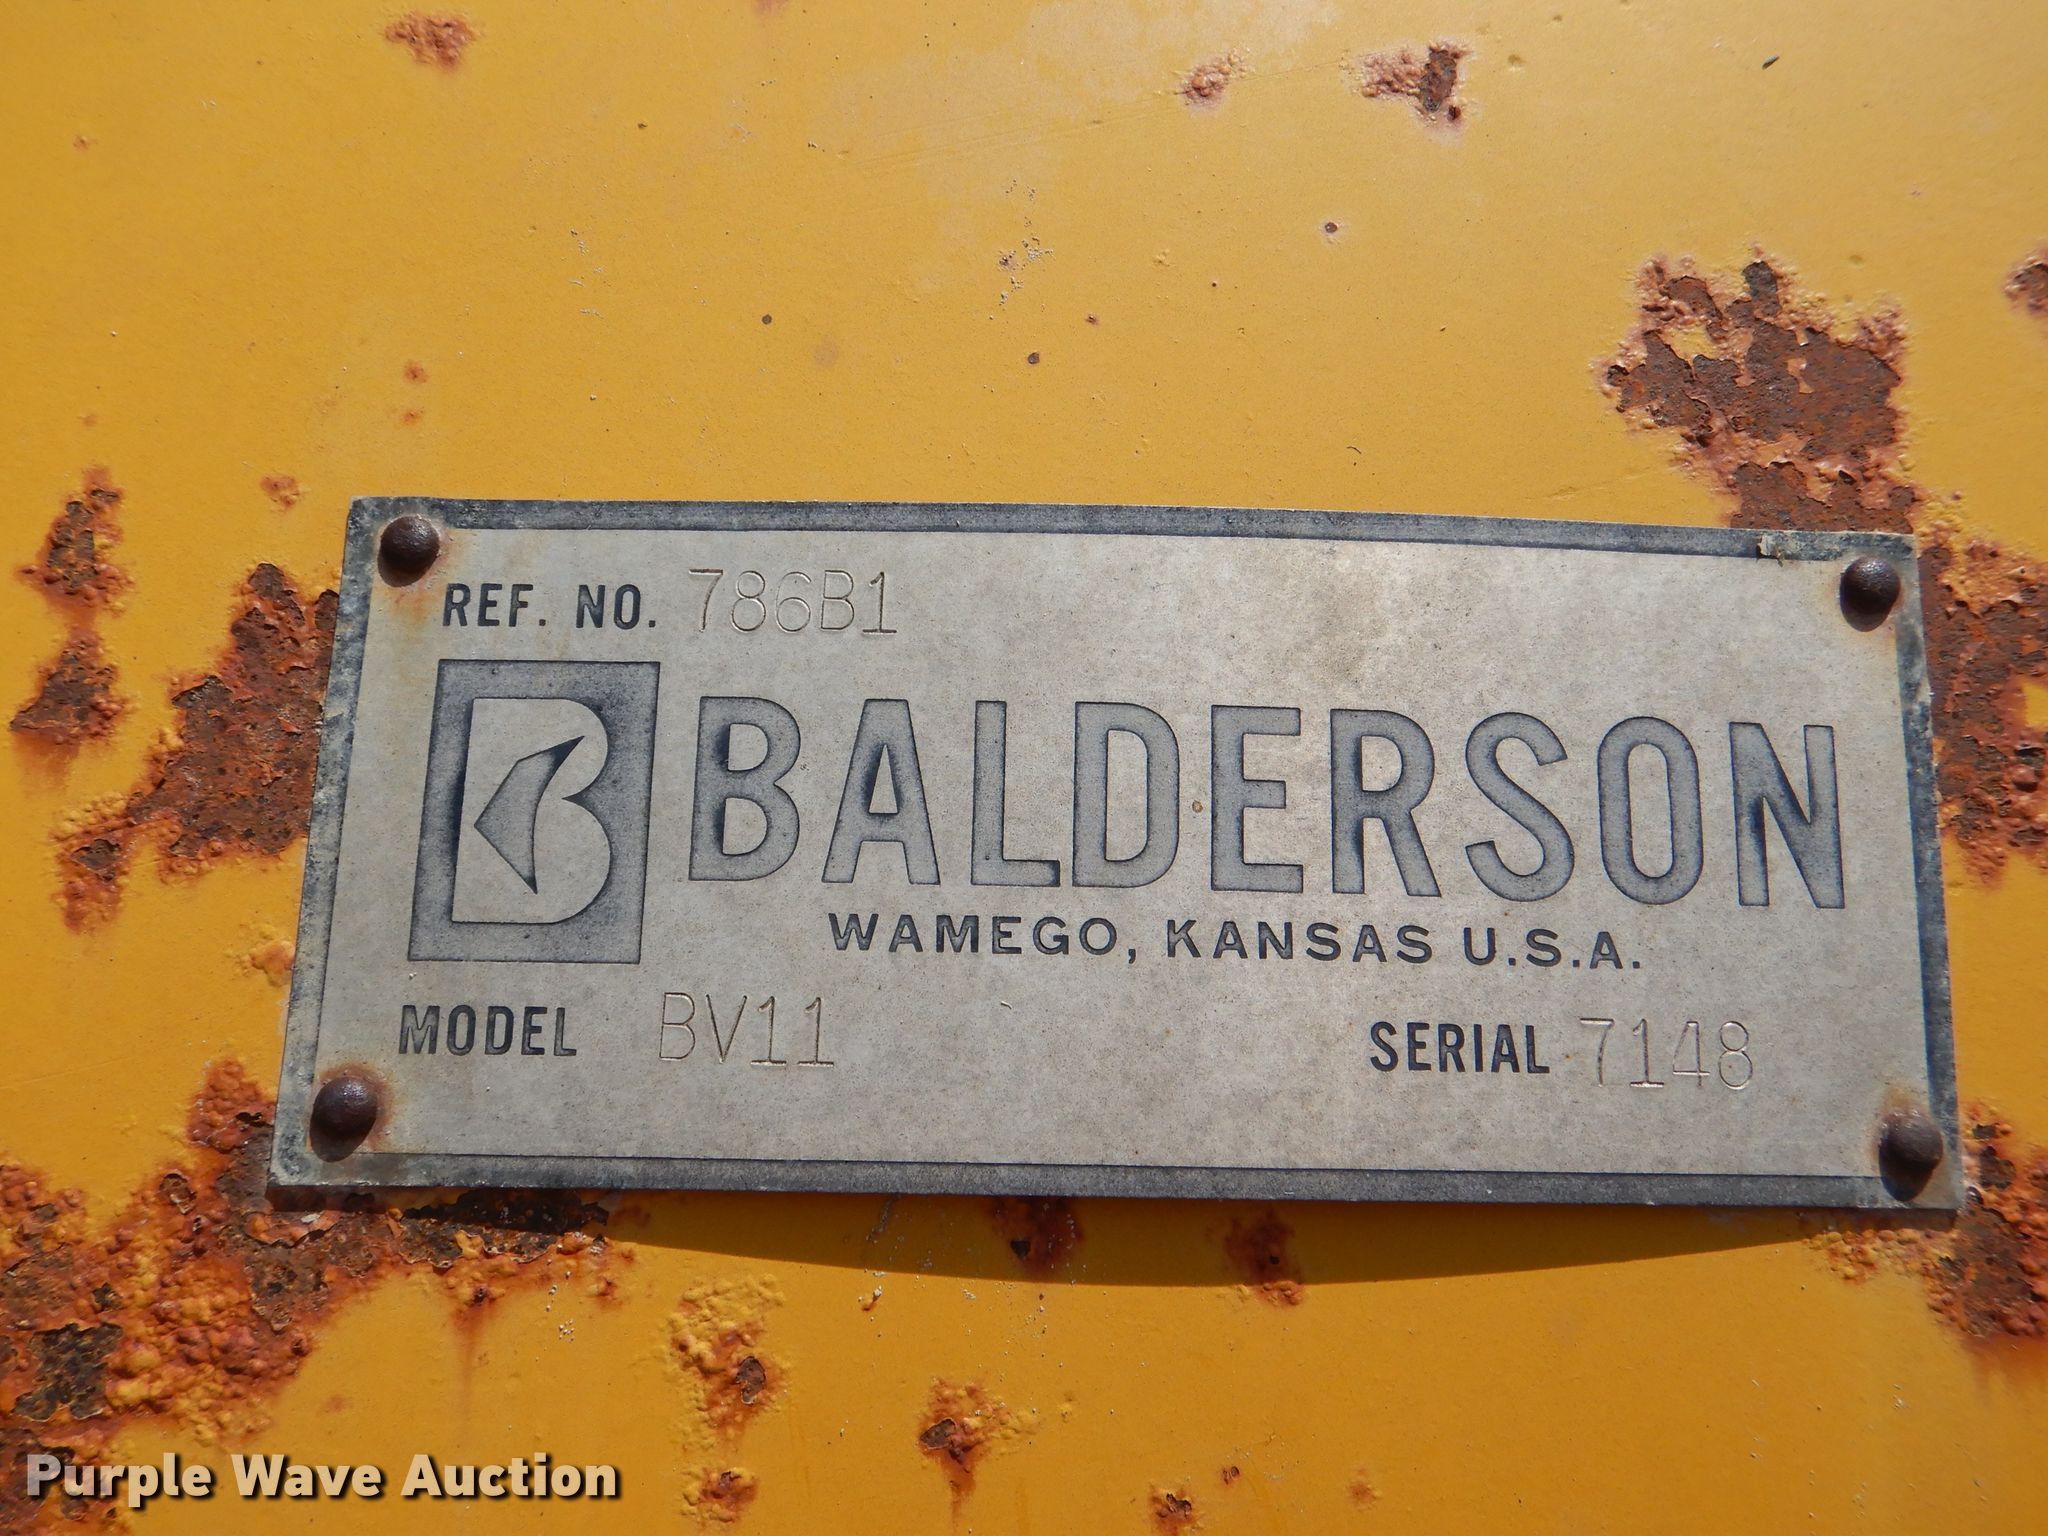 REF. NO. 786B1
B BALDERSON
WAMEGO, KANSAS U.S.A.
MODEL BV11 SERIAL 7148
Purple Wave Auction